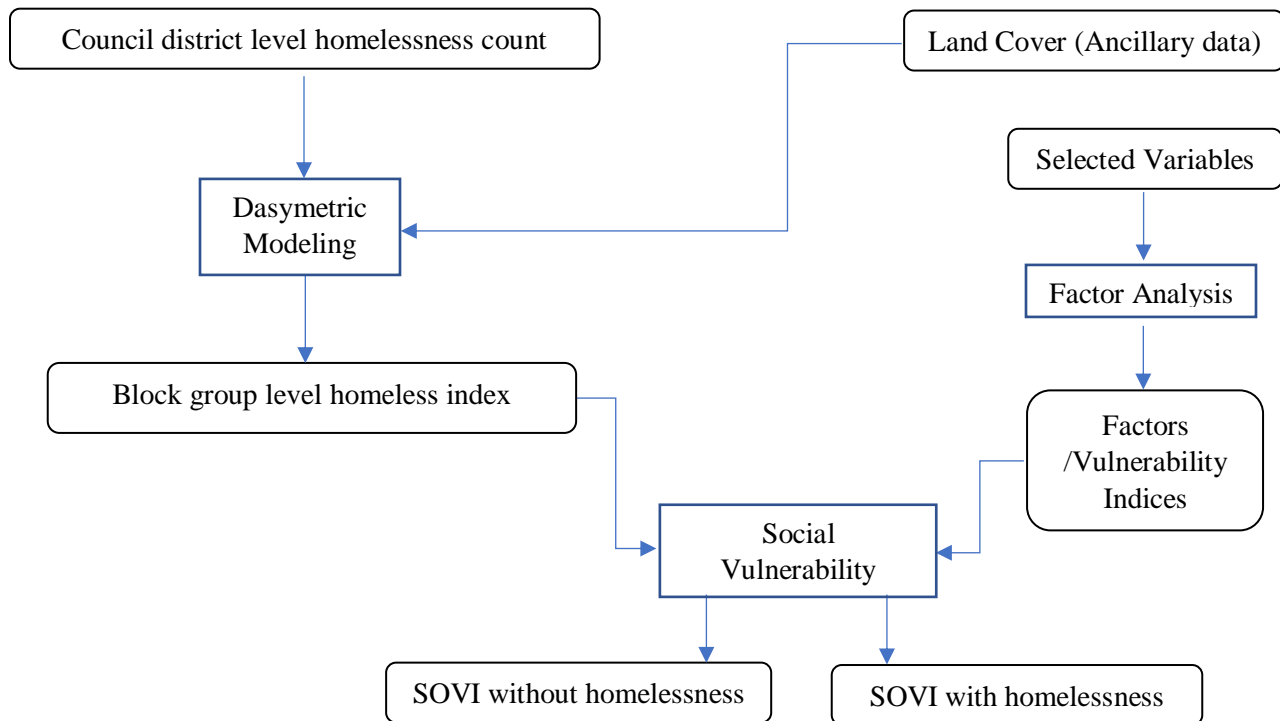 Council district level homelessness count
Land Cover (Ancillary data)
Selected Variables
Dasymetric
Modeling
Factor Analysis
Block group level homeless index
Factors
/Vulnerability
Indices
Social
Vulnerability
SOVI without homelessness
SOVI with homelessness